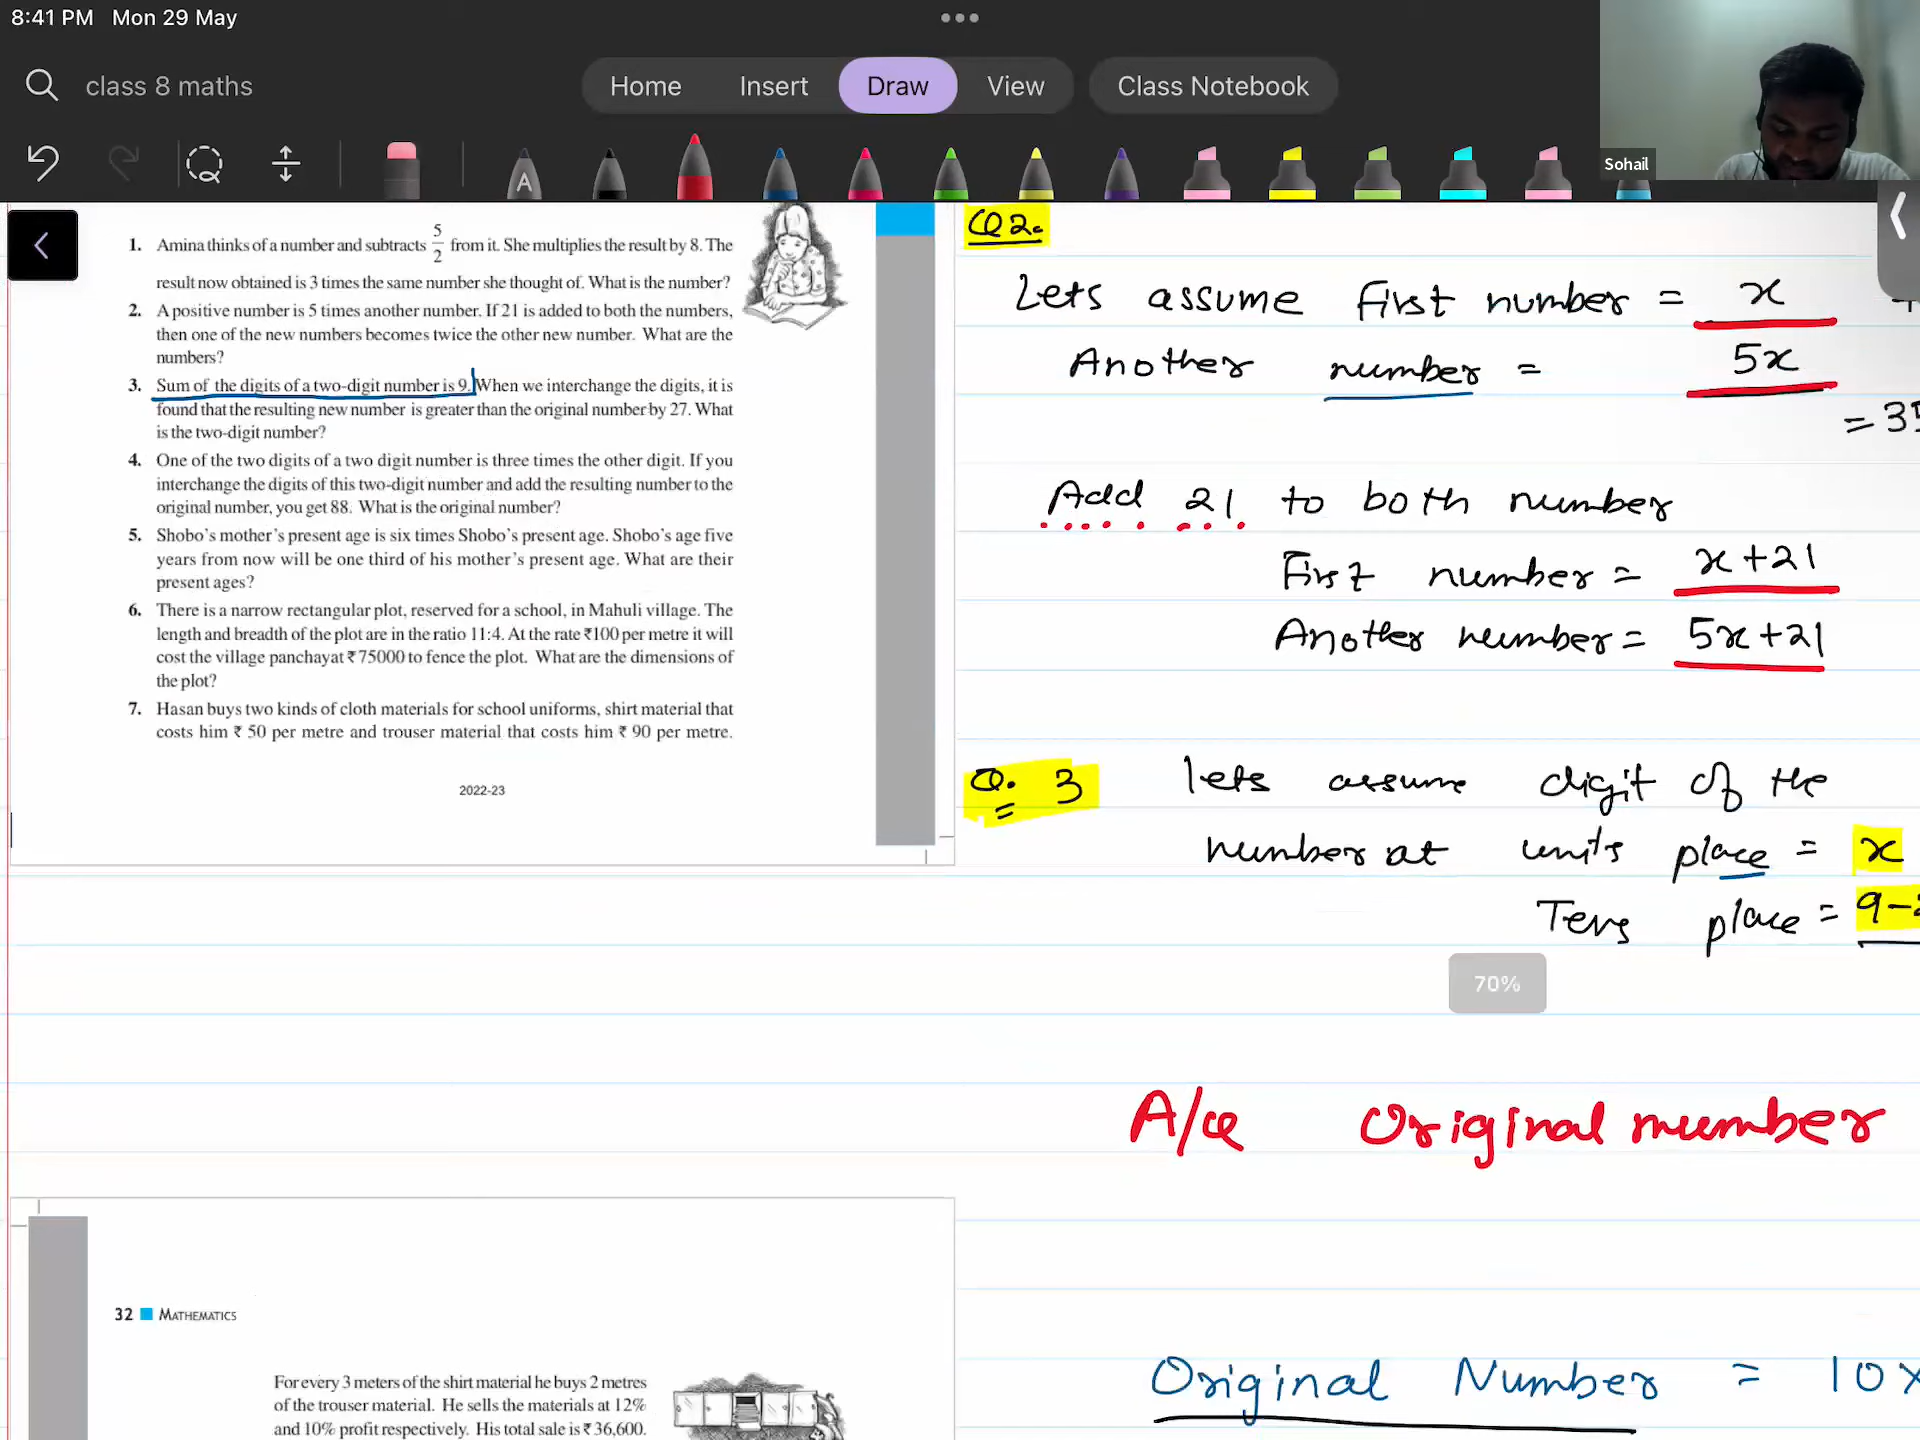 8:41 PM Mon 29 May
class 8 maths
Home Insert Draw View Class Notebook
A
Sohail
1. Amina thinks of a number and subtracts 5/2 from it. She multiplies the result by 8. The
result now obtained is 3 times the same number she thought of. What is the number?
2. A positive number is 5 times another number. If 21 is added to both the numbers,
then one of the new numbers becomes twice the other new number. What are the
numbers?
3. Sum of the digits of a two-digit number is 9. When we interchange the digits, it is
found that the resulting new number is greater than the original number by 27. What
is the two-digit number?
4. One of the two digits of a two digit number is three times the other digit. If you
interchange the digits of this two-digit number and add the resulting number to the
original number, you get 88. What is the original number?
5. Shobo's mother's present age is six times Shobo's present age. Shobo's age five
years from now will be one third of his mother's present age. What are their
present ages?
6. There is a narrow rectangular plot, reserved for a school, in Mahuli village. The
length and breadth of the plot are in the ratio 11:4. At the rate ₹100 per metre it will
cost the village panchayat ₹75000 to fence the plot. What are the dimensions of
the plot?
7. Hasan buys two kinds of cloth materials for school uniforms, shirt material that
costs him ₹ 50 per metre and trouser material that costs him ₹ 90 per metre.
2022-23
32 MATHEMATICS
For every 3 meters of the shirt material he buys 2 metres
of the trouser material. He sells the materials at 12%
and 10% profit respectively. His total sale is ₹ 36,600.
Q2.
Lets assume First number = x
Another number = 5x
= 35
Add 21 to both number
First number = x+21
Another number = 5x+21
Q. 3 lets assume digit of the
number at units place = x
Tens place = 9-
70%
A/q Original number
Original Number = 10x